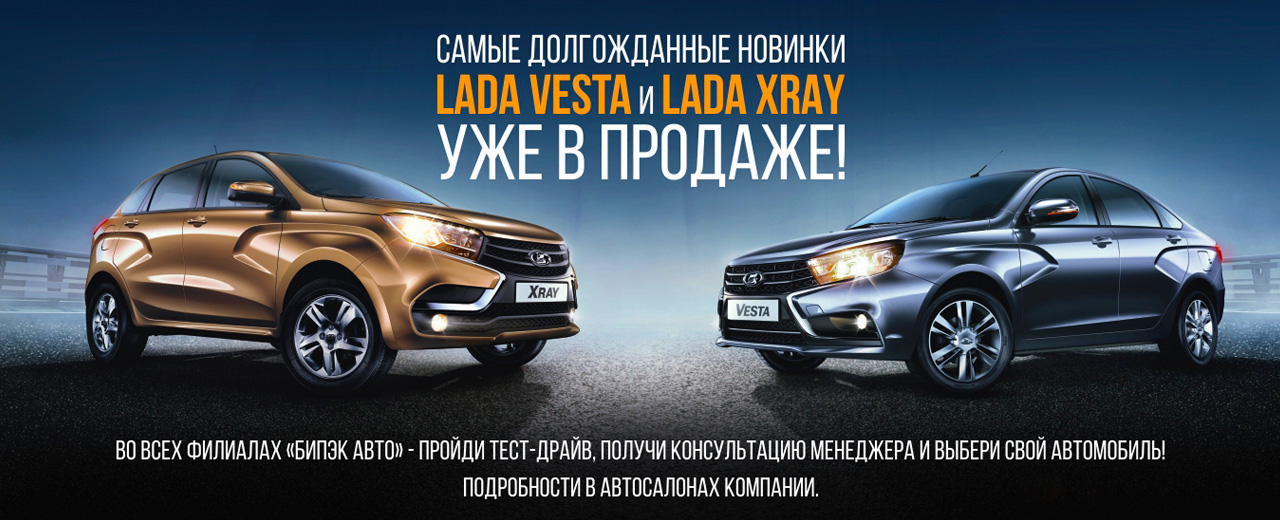 САМЫЕ ДОЛГОЖДАННЫЕ НОВИНКИ
LADA VESTA И LADA XRAY
УЖЕ В ПРОДАЖЕ!
XRAY
VESTA
ВО ВСЕХ ФИЛИАЛАХ «БИПЭК АВТО» - ПРОЙДИ ТЕСТ-ДРАЙВ, ПОЛУЧИ КОНСУЛЬТАЦИЮ МЕНЕДЖЕРА И ВЫБЕРИ СВОЙ АВТОМОБИЛЬ!
ПОДРОБНОСТИ В АВТОСАЛОНАХ КОМПАНИИ.